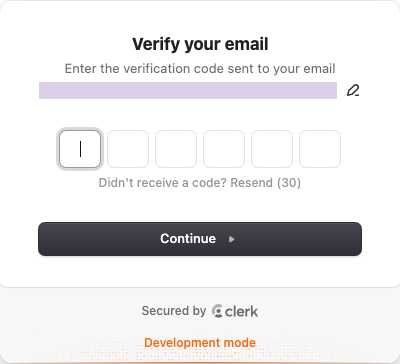 Verify your email
Enter the verification code sent to your email
Didn't receive a code? Resend (30)
Continue
Secured by clerk
Development mode